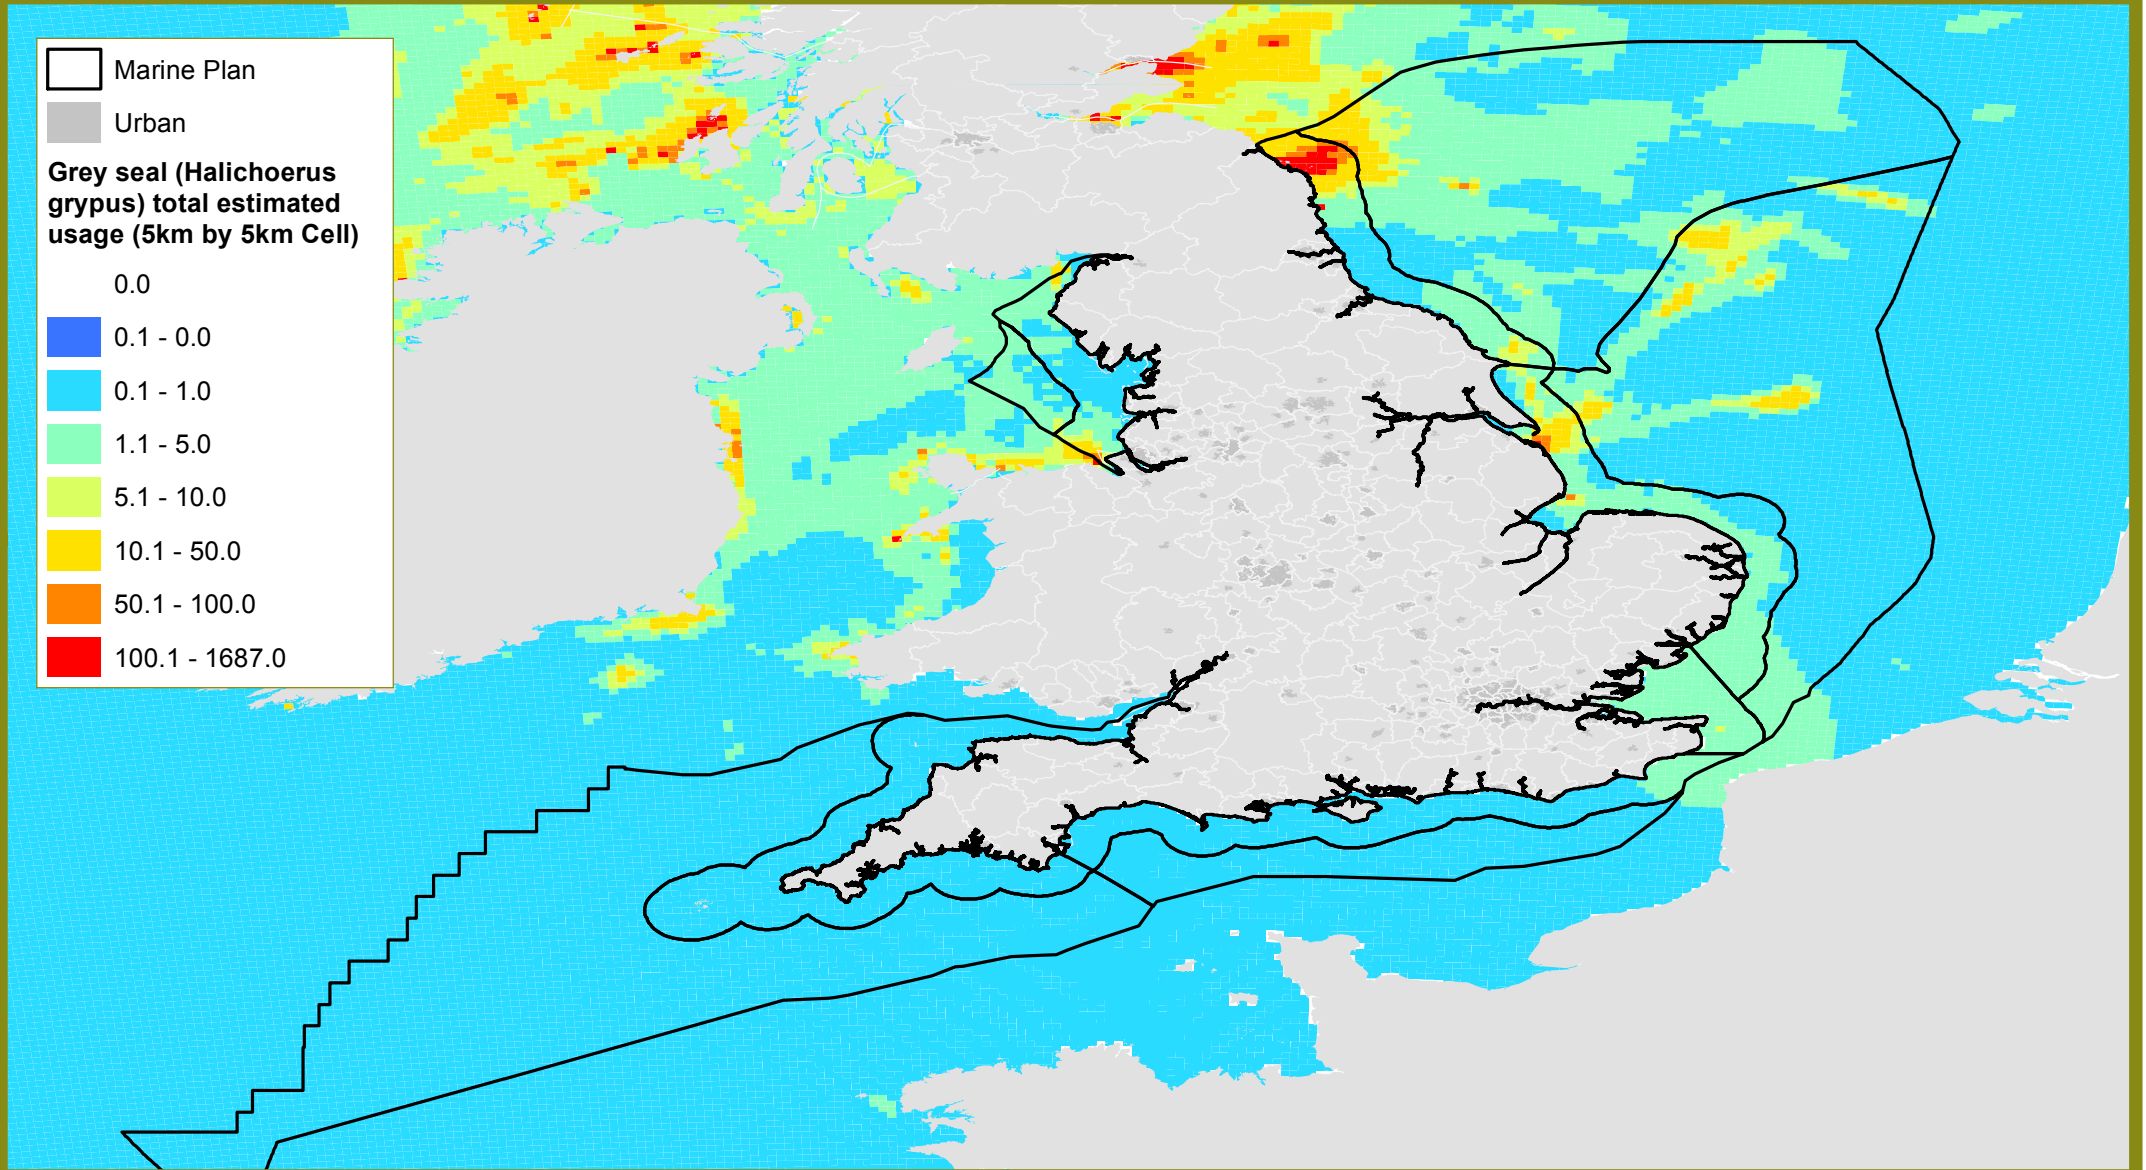 Marine Plan
Urban
Grey seal (Halichoerus
grypus) total estimated
usage (5km by 5km Cell)
0.0
0.1 - 0.0
0.1 - 1.0
1.1 - 5.0
5.1 - 10.0
10.1 - 50.0
50.1 - 100.0
100.1 - 1687.0